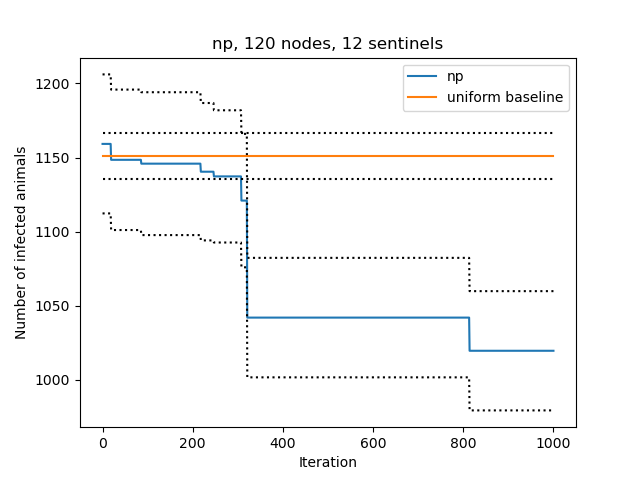 np, 120 nodes, 12 sentinels
np
uniform baseline
Number of infected animals
1200
1150
1100
1050
1000
0 200 400 600 800 1000
Iteration